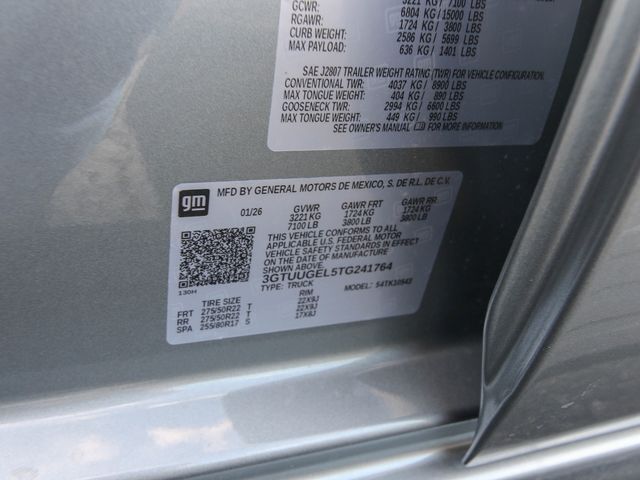 GVWR: 3221 KG / 7100 LBS
GCWR: 6804 KG / 15000 LBS
RGAWR: 1724 KG / 3800 LBS
CURB WEIGHT: 2586 KG / 5699 LBS
MAX PAYLOAD: 636 KG / 1401 LBS
SAE J2807 TRAILER WEIGHT RATING (TWR) FOR VEHICLE CONFIGURATION.
CONVENTIONAL TWR: 4037 KG / 8900 LBS
MAX TONGUE WEIGHT: 404 KG / 890 LBS
GOOSENECK TWR: 2994 KG / 6600 LBS
MAX TONGUE WEIGHT: 449 KG / 990 LBS
SEE OWNER'S MANUAL FOR MORE INFORMATION
gm
MFD BY GENERAL MOTORS DE MEXICO, S. DE R.L. DE C.V.
01/26 GVWR GAWR FRT GAWR RR
3221 KG 1724 KG 1724 KG
7100 LB 3800 LB 3800 LB
THIS VEHICLE CONFORMS TO ALL
APPLICABLE U.S. FEDERAL MOTOR
VEHICLE SAFETY STANDARDS IN EFFECT
ON THE DATE OF MANUFACTURE
SHOWN ABOVE.
3GTUUGEL5TG241764
130H TYPE: TRUCK MODEL: S4TK10543
TIRE SIZE RIM
FRT 275/50R22 T 22X9J
RR 275/50R22 T 22X9J
SPA 255/80R17 S 17X8J